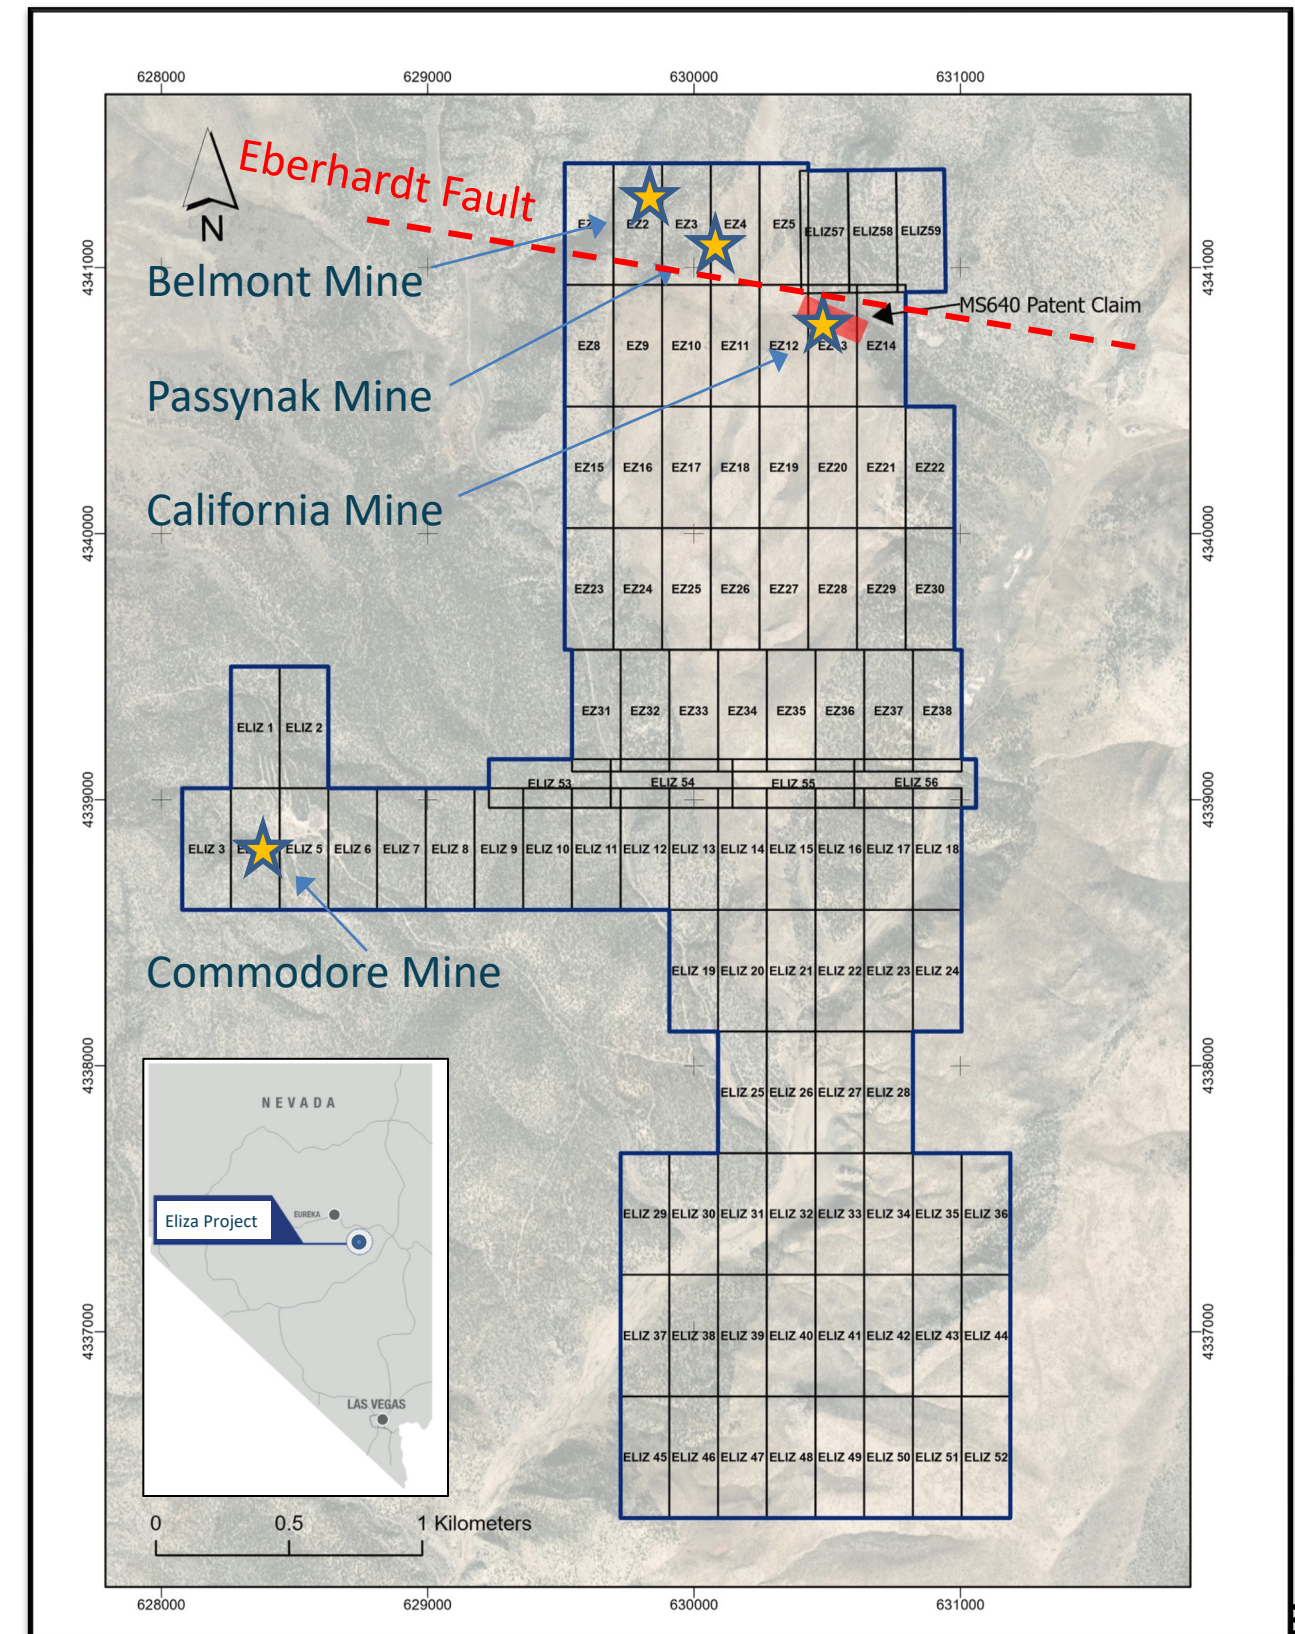 628000 629000 630000 631000
Eberhardt Fault
N
EZ2 EZ3 EZ4 EZ5 ELIZ57 ELIZ58 ELIZ59
4341000 4341000
Belmont Mine
MS640 Patent Claim
EZ8 EZ9 EZ10 EZ11 EZ12 EZ14
Passynak Mine
EZ15 EZ16 EZ17 EZ18 EZ19 EZ20 EZ21 EZ22
California Mine
4340000 4340000
EZ23 EZ24 EZ25 EZ26 EZ27 EZ28 EZ29 EZ30
EZ31 EZ32 EZ33 EZ34 EZ35 EZ36 EZ37 EZ38
ELIZ 1 ELIZ 2
ELIZ 53 ELIZ 54 ELIZ 55 ELIZ 56
4339000 4339000
ELIZ 3 ELIZ 5 ELIZ 6 ELIZ 7 ELIZ 8 ELIZ 9 ELIZ 10 ELIZ 11 ELIZ 12 ELIZ 13 ELIZ 14 ELIZ 15 ELIZ 16 ELIZ 17 ELIZ 18
Commodore Mine
ELIZ 19 ELIZ 20 ELIZ 21 ELIZ 22 ELIZ 23 ELIZ 24
4338000 4338000
ELIZ 25 ELIZ 26 ELIZ 27 ELIZ 28
NEVADA
EUREKA
Eliza Project
LAS VEGAS
ELIZ 29 ELIZ 30 ELIZ 31 ELIZ 32 ELIZ 33 ELIZ 34 ELIZ 35 ELIZ 36
4337000 4337000
ELIZ 37 ELIZ 38 ELIZ 39 ELIZ 40 ELIZ 41 ELIZ 42 ELIZ 43 ELIZ 44
ELIZ 45 ELIZ 46 ELIZ 47 ELIZ 48 ELIZ 49 ELIZ 50 ELIZ 51 ELIZ 52
0 0.5 1 Kilometers
628000 629000 630000 631000